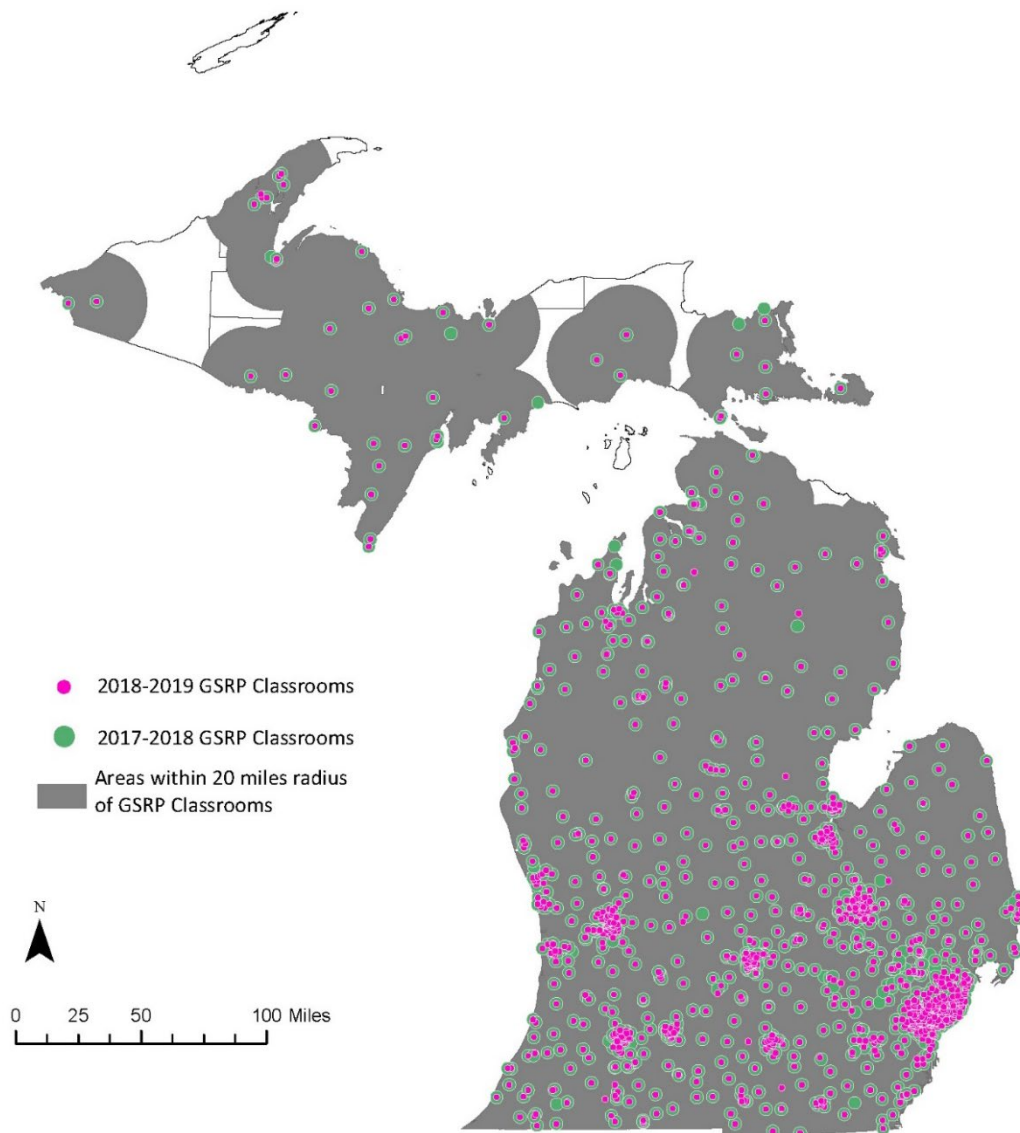 2018-2019 GSRP Classrooms
2017-2018 GSRP Classrooms
Areas within 20 miles radius
of GSRP Classrooms
N
0 25 50 100 Miles